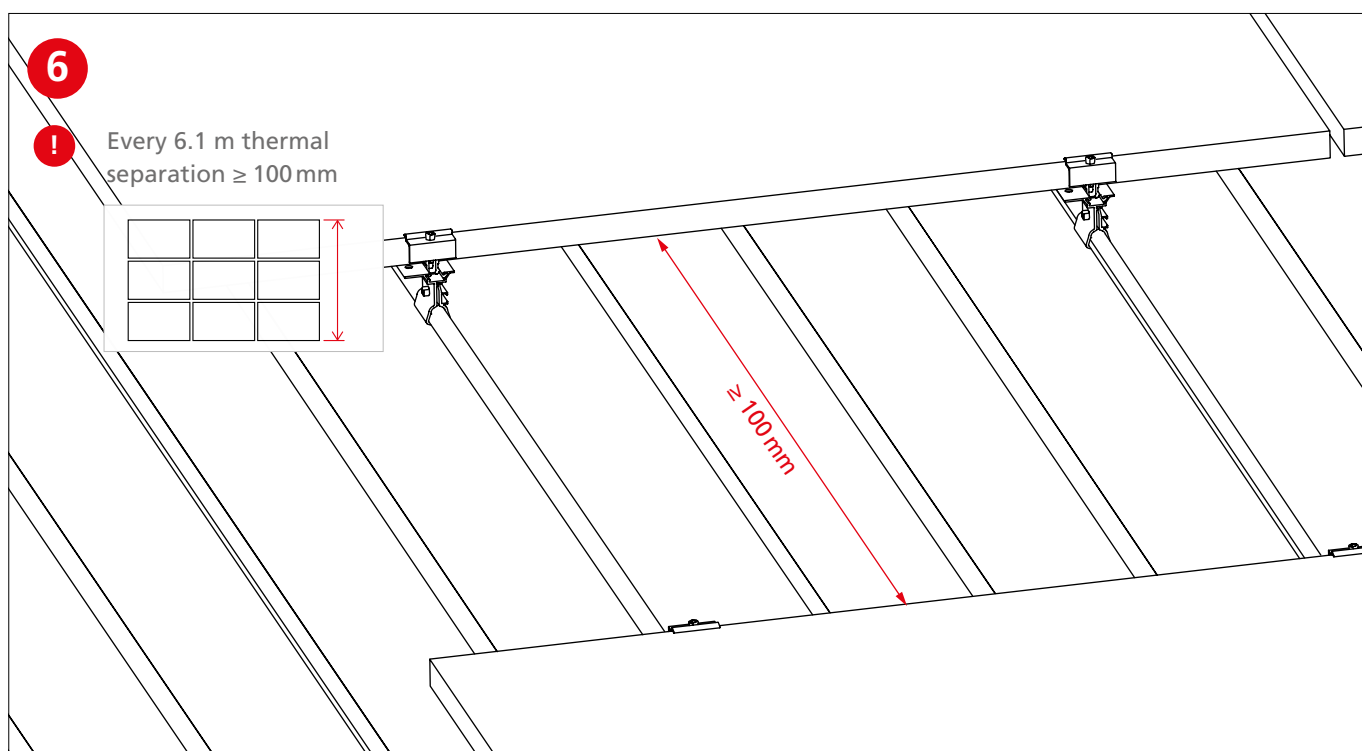 6
!
Every 6.1 m thermal
separation ≥ 100 mm
≥ 100 mm